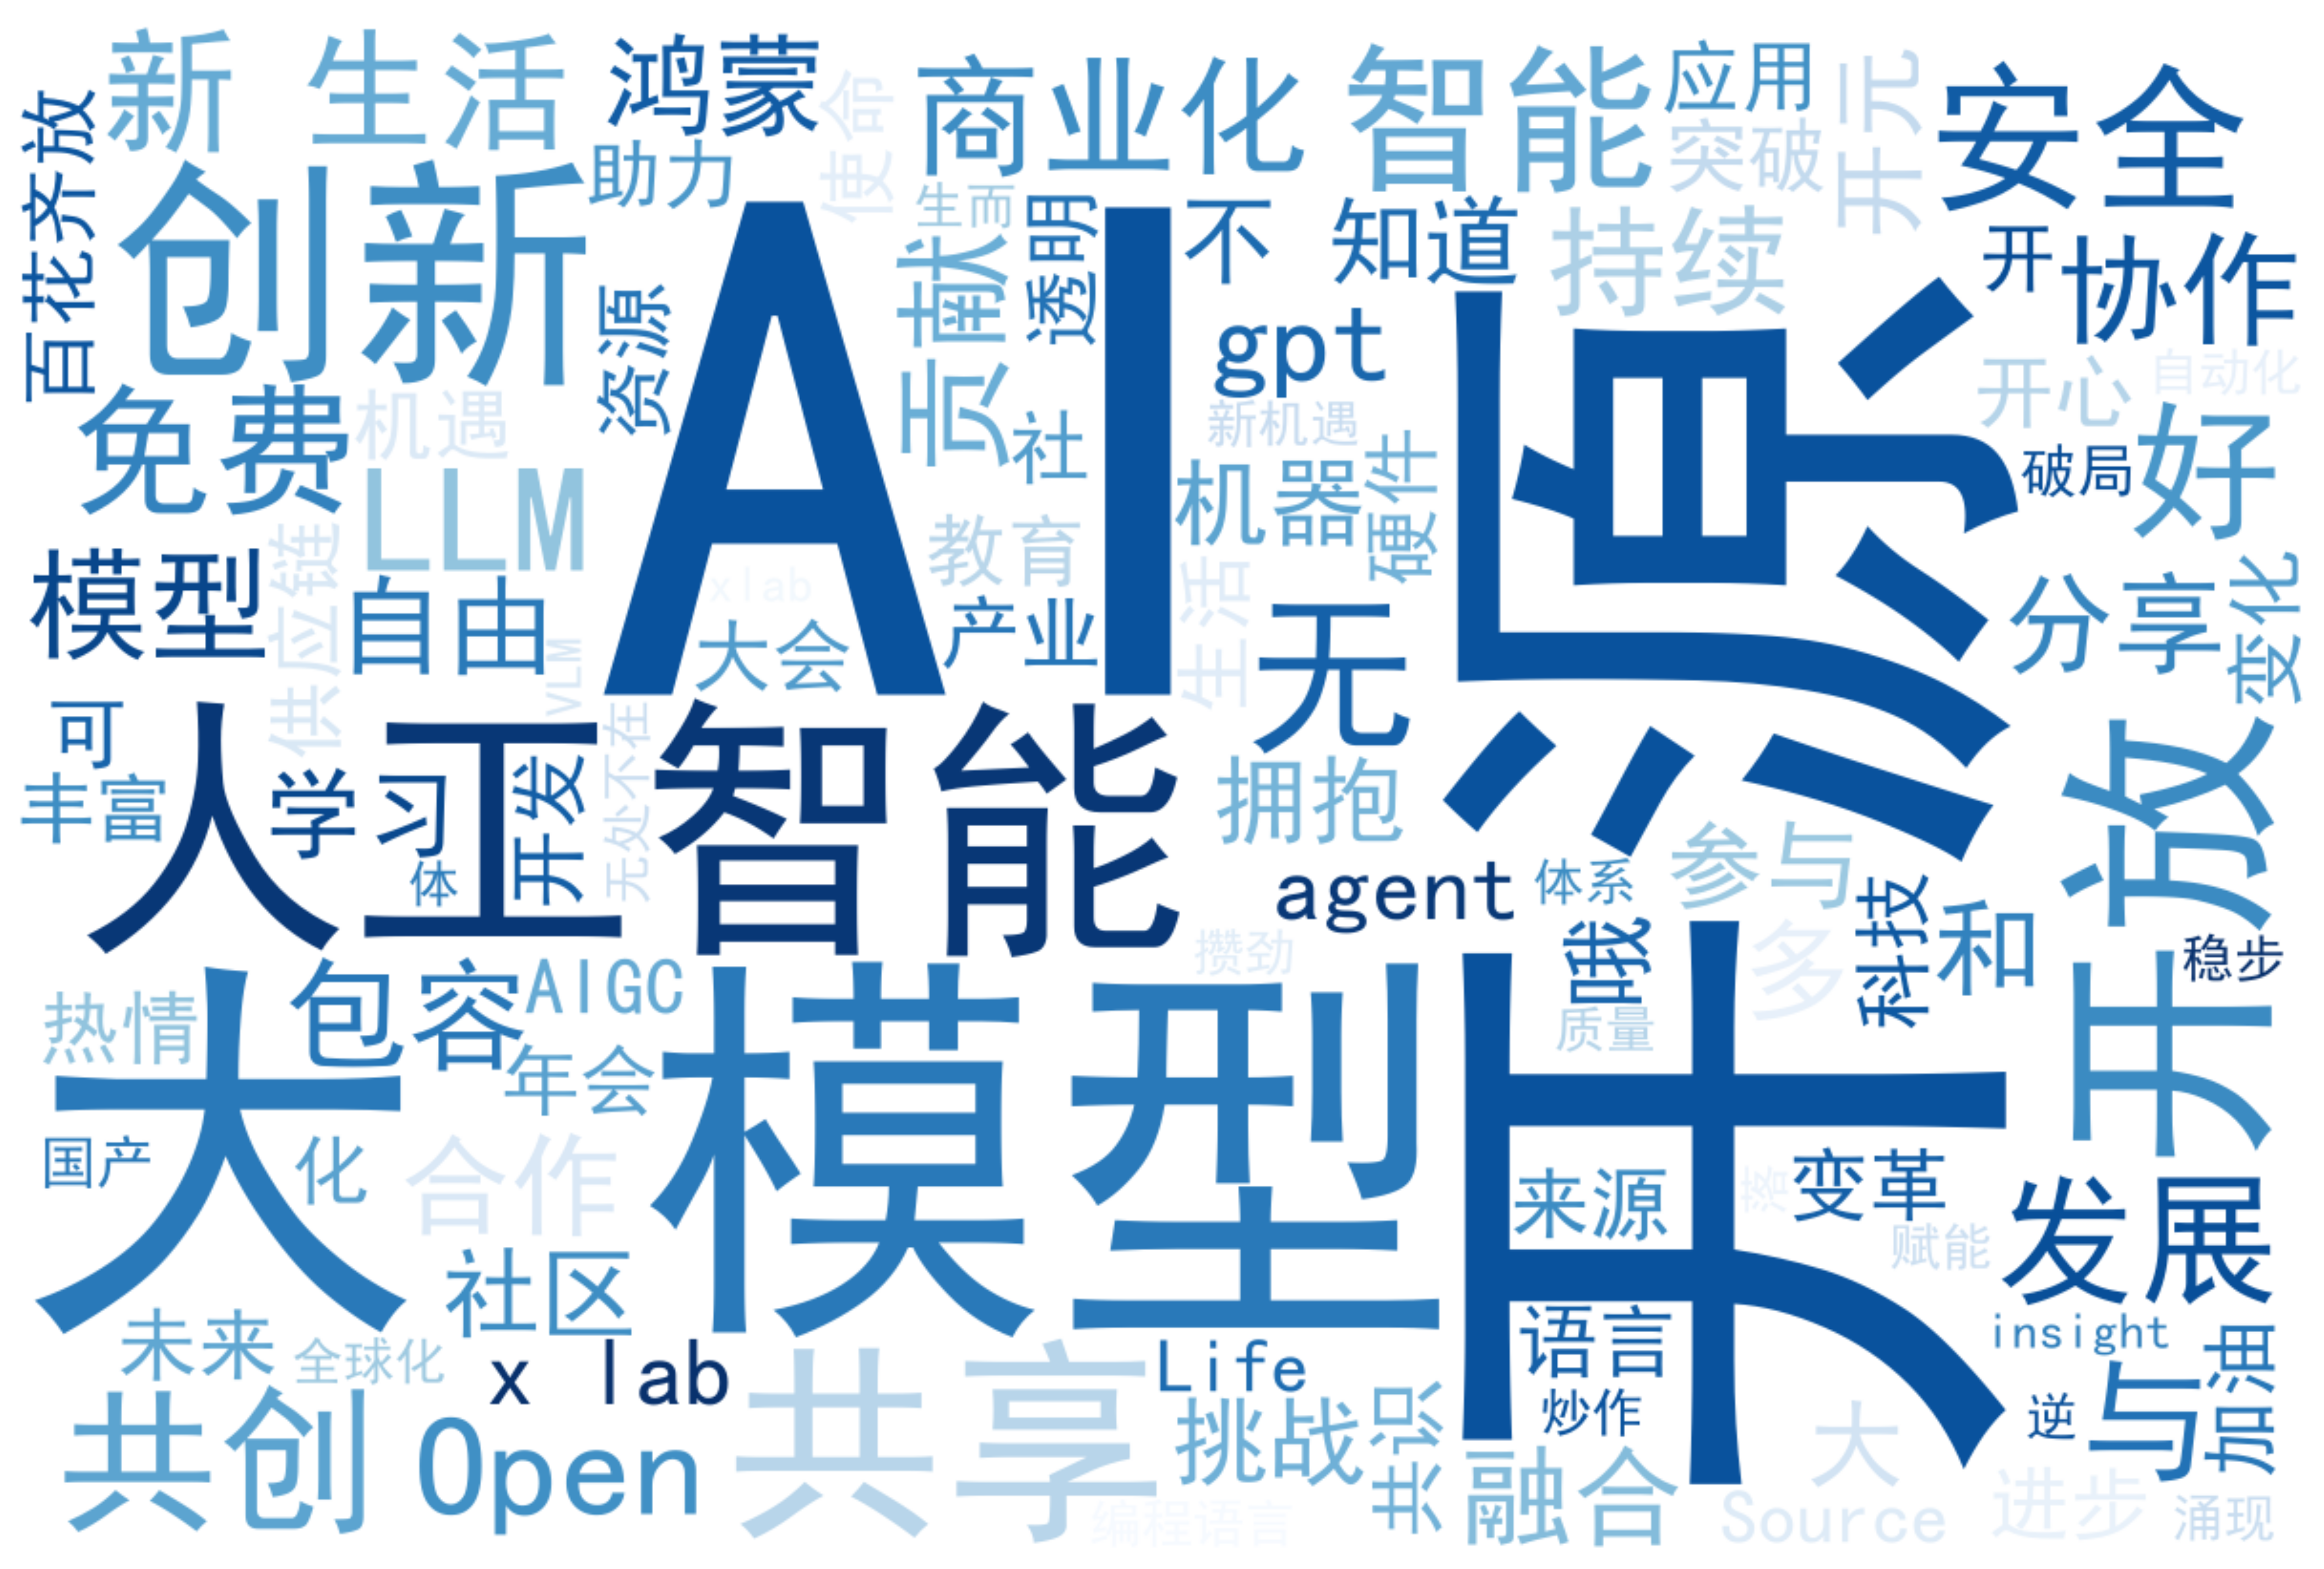 新
生活
鸿蒙
使命
商业化
智能
应用
突破
开元
安全
百花齐放
创新
助力
生而
贡献
透明
不
知道
持续
开
协作
资源
AI
gpt
开源
开心
自动化
免费
机遇
社
新机遇
破局
好
LLM
机器
硬件
供应链
教育
模型
自由
xlab
产业
生活
无
分享
变化
VLM
大会
可
人工智能
无处不在
丰富
学习
开发
体
拥抱
开放
agent
体系
参与
哦
多
科技
和
稳步
攒劲
质量
热情
大模型
包容
AIGC
年会
国产
化
合作
来源
落
变革
赋能
发展
社区
未来
全球化
x lab
Life
语言
炒作
insight
加油
共创
Open
共享
挑战
共识
融合
大
逆
与
编程语言
Source
进步
涌现